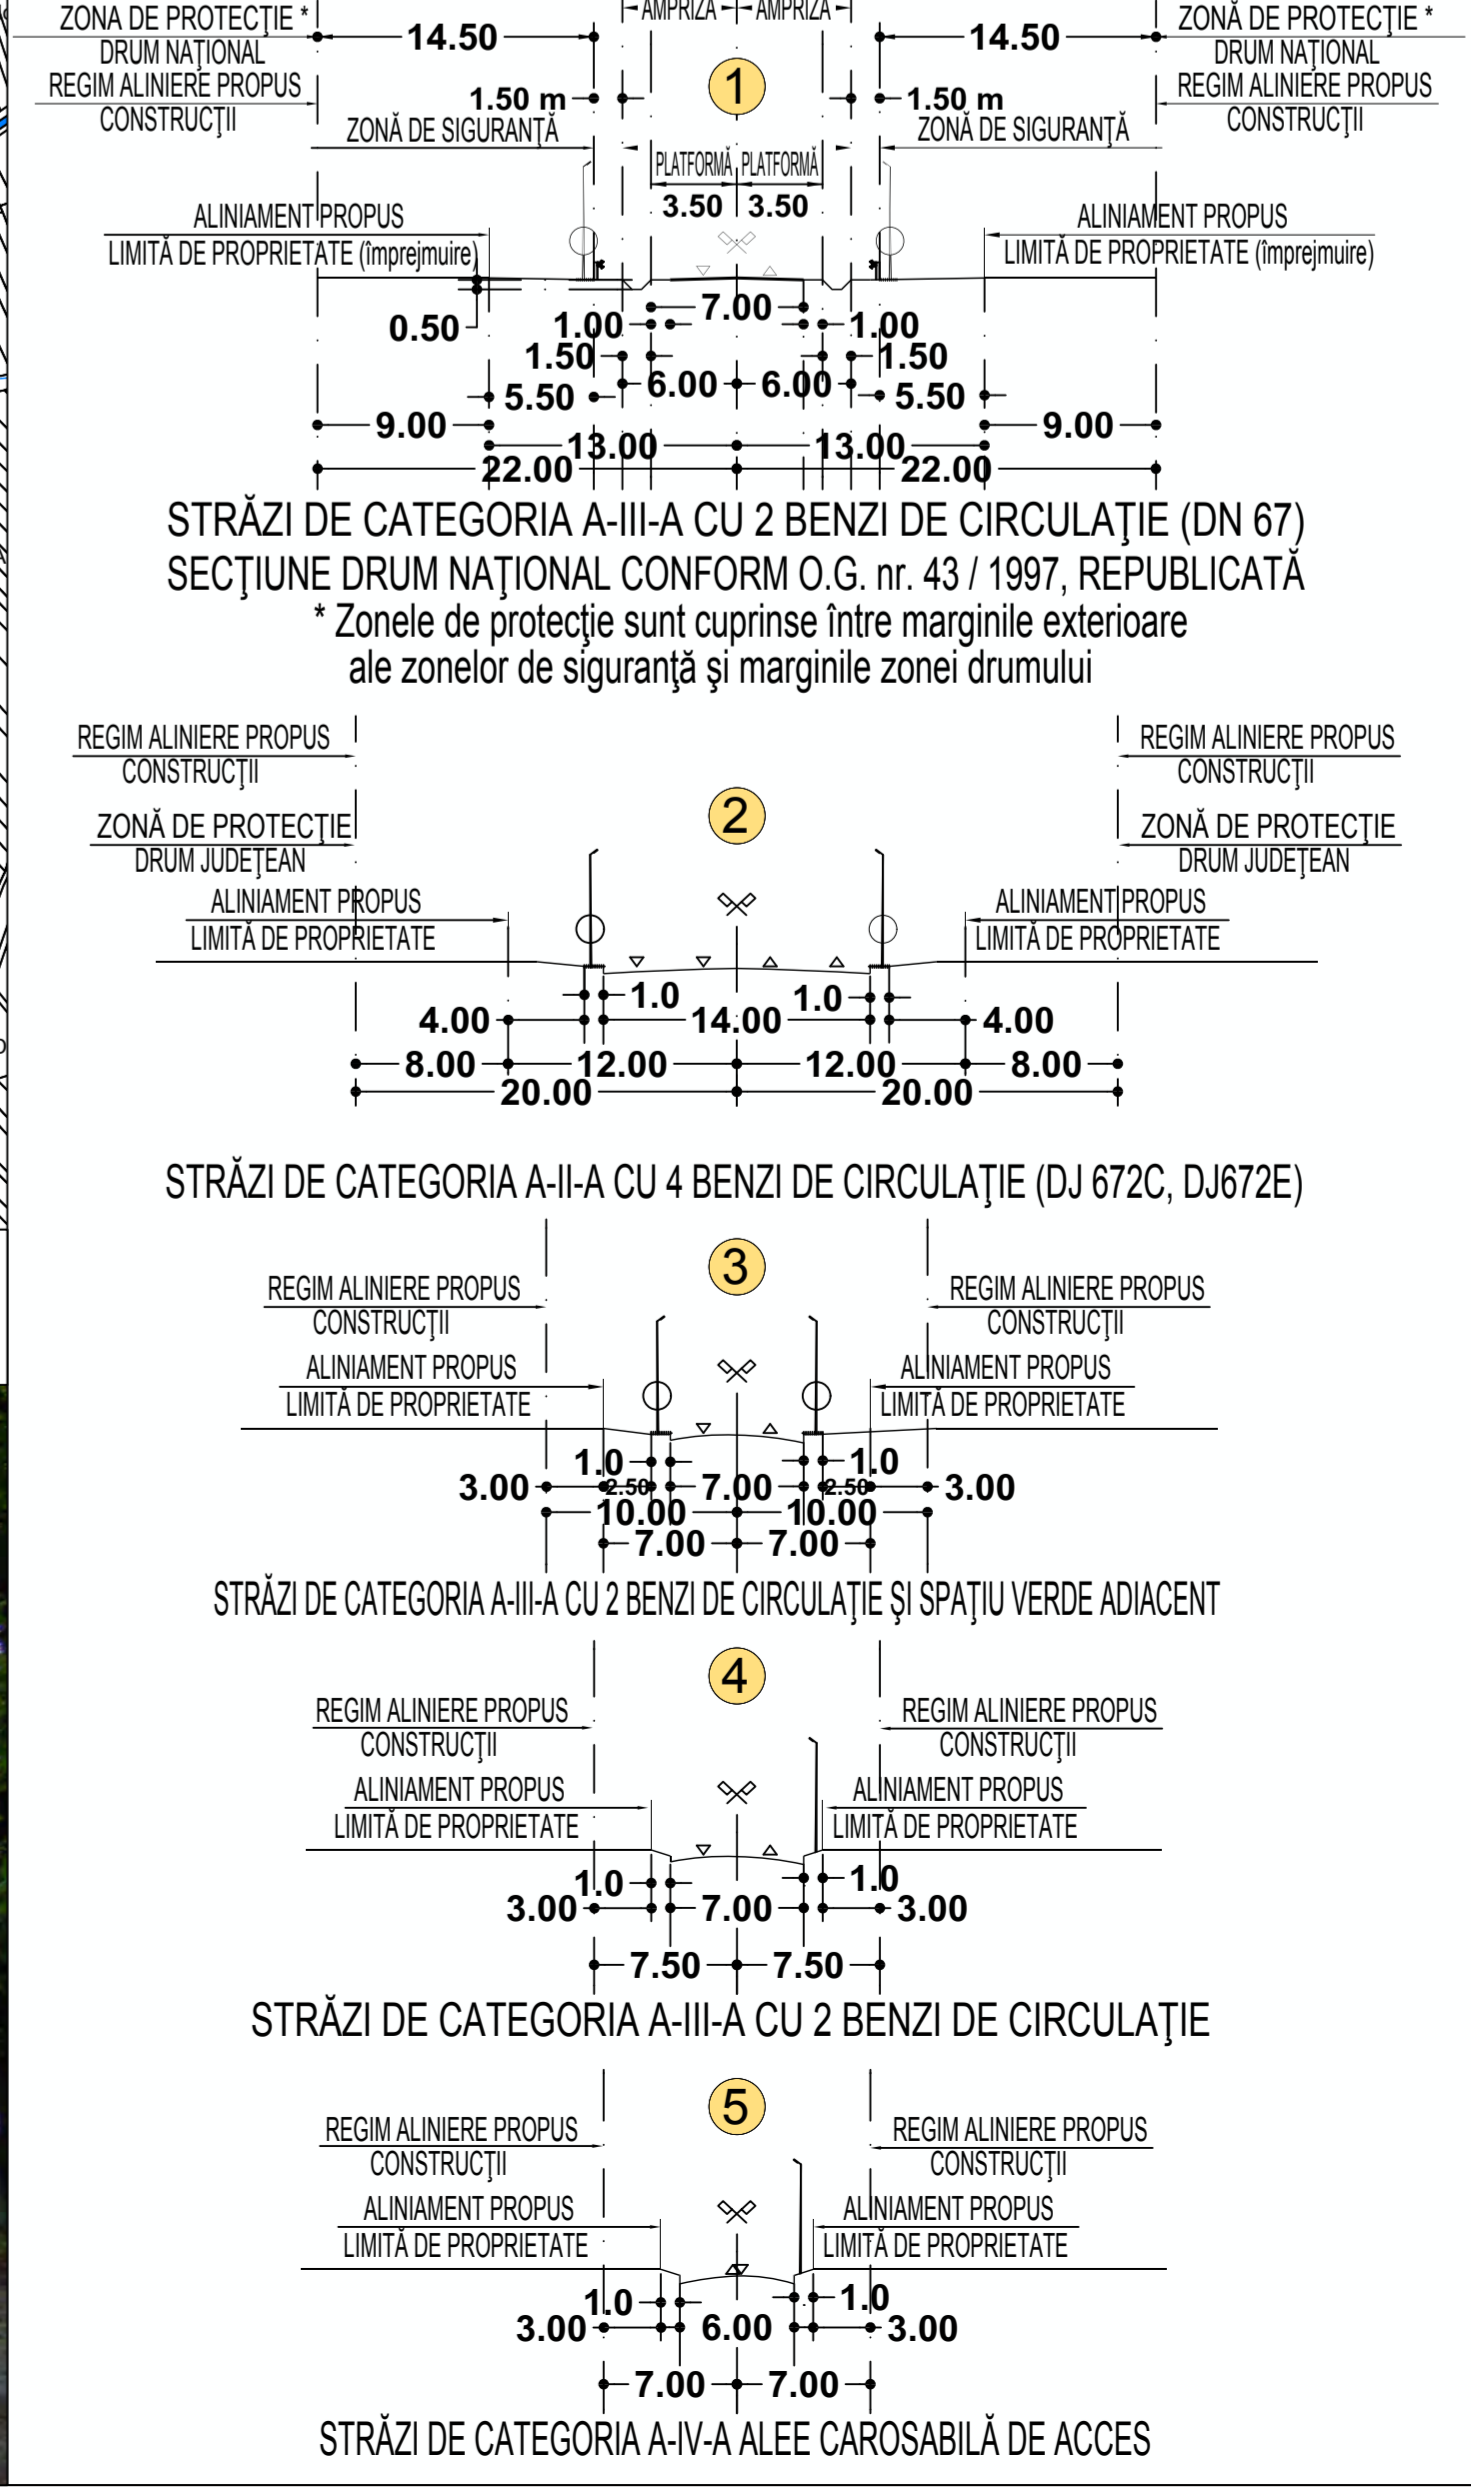 AMPRIZĂ AMPRIZĂ
ZONĂ DE PROTECŢIE * ZONĂ DE PROTECŢIE *
14.50 14.50
DRUM NAŢIONAL DRUM NAŢIONAL
REGIM ALINIERE PROPUS 1 REGIM ALINIERE PROPUS
1.50 m 1.50 m
CONSTRUCŢII CONSTRUCŢII
ZONĂ DE SIGURANŢĂ ZONĂ DE SIGURANŢĂ
PLATFORMĂ PLATFORMĂ
3.50 3.50
ALINIAMENT PROPUS ALINIAMENT PROPUS
LIMITĂ DE PROPRIETATE (împrejmuire) LIMITĂ DE PROPRIETATE (împrejmuire)
7.00
0.50 1.00 1.00
1.50 1.50
6.00 6.00
5.50 5.50
9.00 9.00
13.00 13.00
22.00 22.00
STRĂZI DE CATEGORIA A-III-A CU 2 BENZI DE CIRCULAŢIE (DN 67)
SECŢIUNE DRUM NAŢIONAL CONFORM O.G. nr. 43 / 1997, REPUBLICATĂ
* Zonele de protecţie sunt cuprinse între marginile exterioare
ale zonelor de siguranţă şi marginile zonei drumului
REGIM ALINIERE PROPUS REGIM ALINIERE PROPUS
CONSTRUCŢII CONSTRUCŢII
2
ZONĂ DE PROTECŢIE ZONĂ DE PROTECŢIE
DRUM JUDEŢEAN DRUM JUDEŢEAN
ALINIAMENT PROPUS ALINIAMENT PROPUS
LIMITĂ DE PROPRIETATE LIMITĂ DE PROPRIETATE
1.0 1.0
4.00 14.00 4.00
8.00 12.00 12.00 8.00
20.00 20.00
STRĂZI DE CATEGORIA A-II-A CU 4 BENZI DE CIRCULAŢIE (DJ 672C, DJ672E)
3
REGIM ALINIERE PROPUS REGIM ALINIERE PROPUS
CONSTRUCŢII CONSTRUCŢII
ALINIAMENT PROPUS ALINIAMENT PROPUS
LIMITĂ DE PROPRIETATE LIMITĂ DE PROPRIETATE
1.0 1.0
3.00 2.50 7.00 2.50 3.00
10.00 10.00
7.00 7.00
STRĂZI DE CATEGORIA A-III-A CU 2 BENZI DE CIRCULAŢIE ŞI SPAŢIU VERDE ADIACENT
4
REGIM ALINIERE PROPUS REGIM ALINIERE PROPUS
CONSTRUCŢII CONSTRUCŢII
ALINIAMENT PROPUS ALINIAMENT PROPUS
LIMITĂ DE PROPRIETATE LIMITĂ DE PROPRIETATE
1.0 1.0
3.00 7.00 3.00
7.50 7.50
STRĂZI DE CATEGORIA A-III-A CU 2 BENZI DE CIRCULAŢIE
5
REGIM ALINIERE PROPUS REGIM ALINIERE PROPUS
CONSTRUCŢII CONSTRUCŢII
ALINIAMENT PROPUS ALINIAMENT PROPUS
LIMITĂ DE PROPRIETATE LIMITĂ DE PROPRIETATE
1.0 1.0
3.00 6.00 3.00
7.00 7.00
STRĂZI DE CATEGORIA A-IV-A ALEE CAROSABILĂ DE ACCES